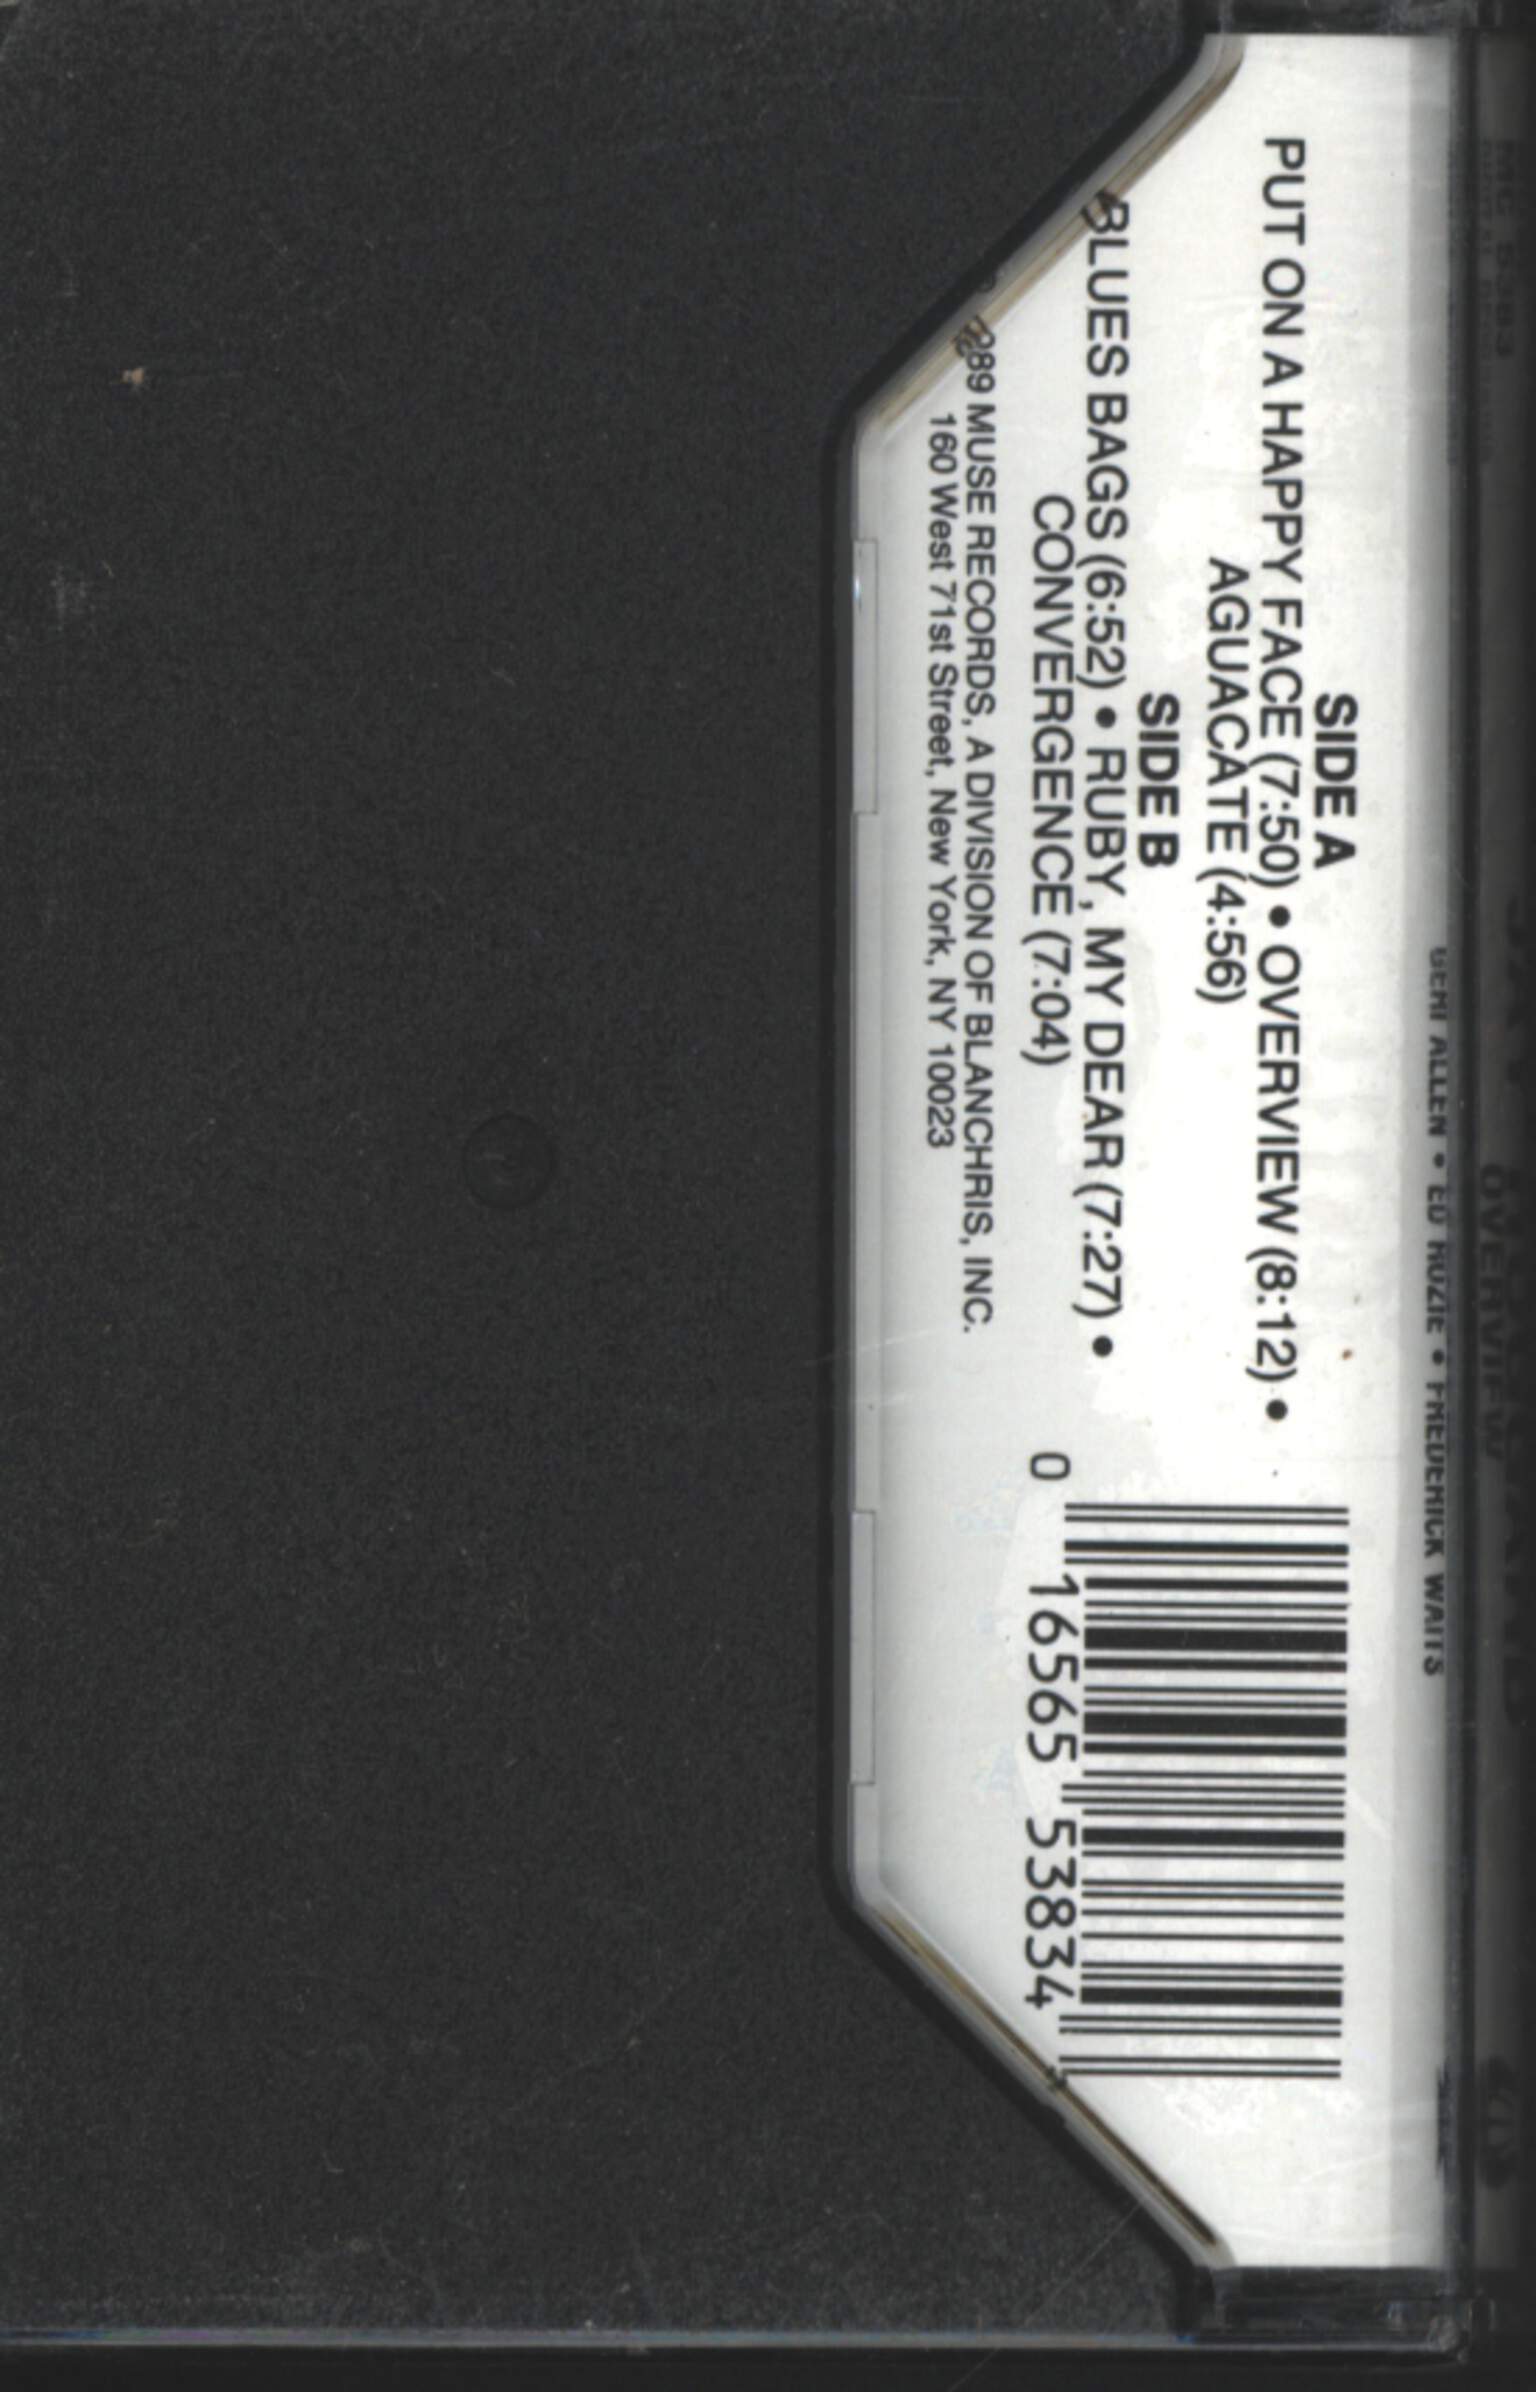 SIDE A
PUT ON A HAPPY FACE (7:50) • OVERVIEW (8:12) •
AGUACATE (4:56)
SIDE B
BLUES BAGS (6:52) • RUBY, MY DEAR (7:27) •
CONVERGENCE (7:04)
MUSE RECORDS, A DIVISION OF BLANCHRIS, INC.
160 West 71st Street, New York, NY 10023
0 16565 53834
GERI ALLEN • ED ROZIE • FREDERICK WAITS
OVERVIEW